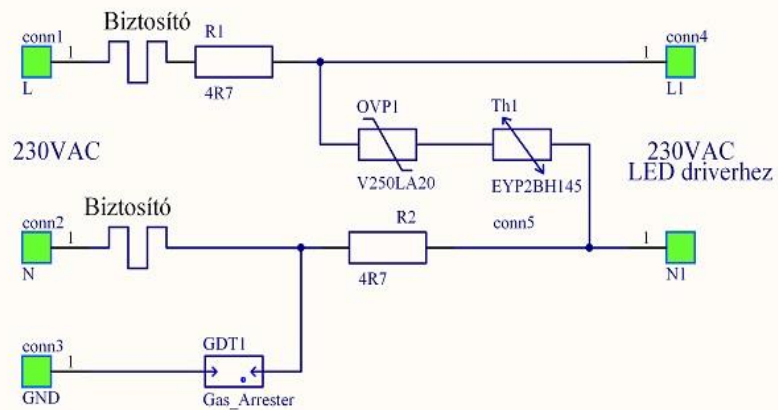 Biztosító
conn1
1
L
R1
4R7
conn4
1
L1
OVP1
V250LA20
Th1
EYP2BH145
230VAC
230VAC
LED driverhez
Biztosító
conn2
1
N
R2
4R7
conn5
1
N1
conn3
1
GND
GDT1
Gas_Arrester